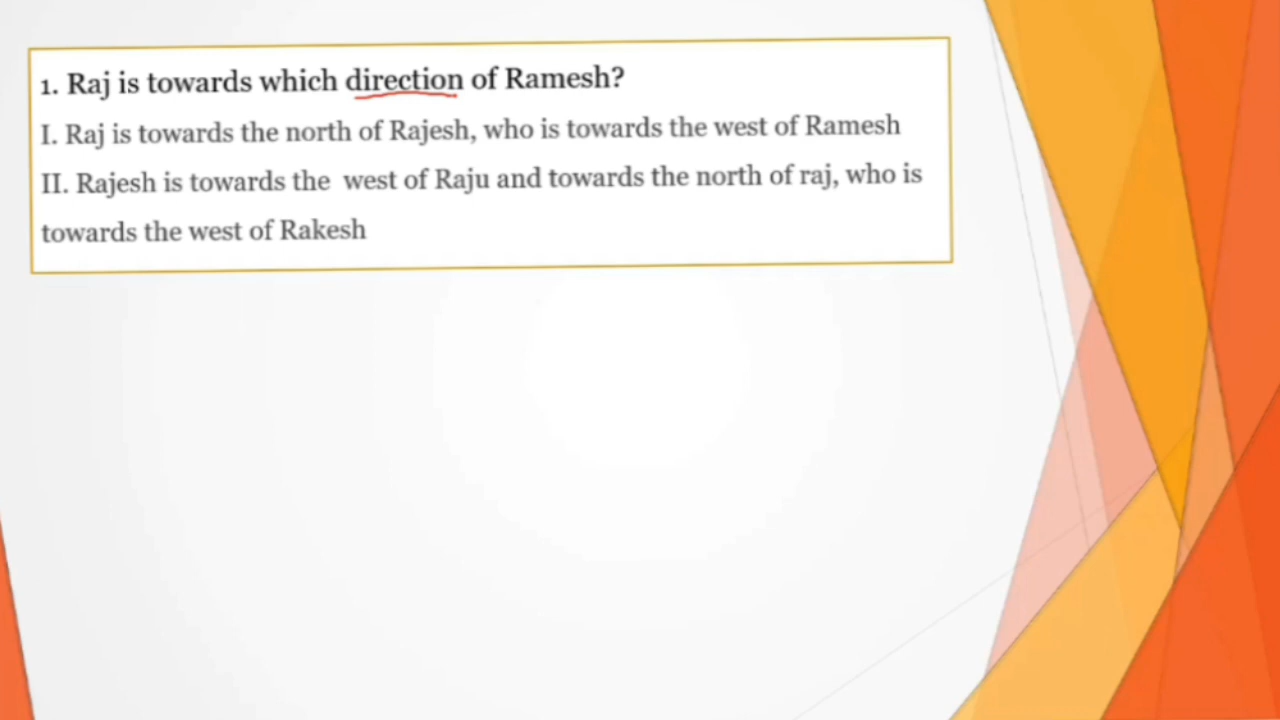 1. Raj is towards which direction of Ramesh?
I. Raj is towards the north of Rajesh, who is towards the west of Ramesh
II. Rajesh is towards the west of Raju and towards the north of raj, who is
towards the west of Rakesh